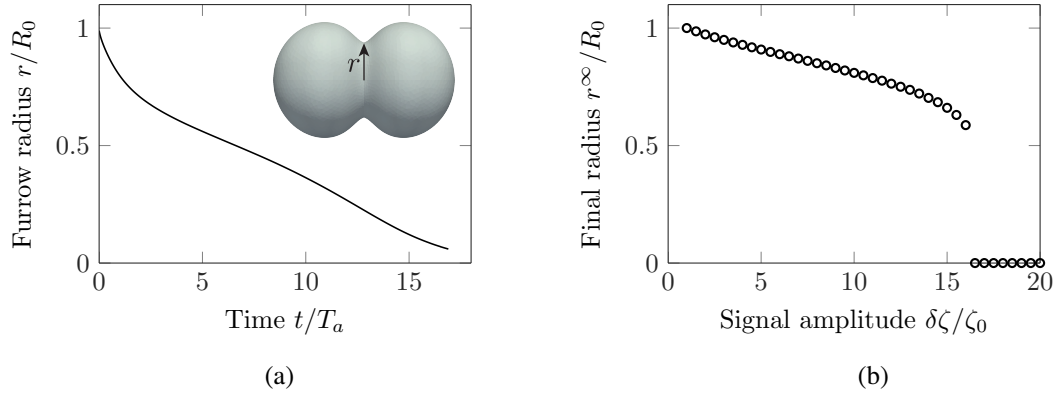 1
0.5
0
0
5
10
15
Furrow radius r/R₀
Time t/Tₐ
r
(a)
1
0.5
0
0
5
10
15
20
Final radius r^∞/R₀
Signal amplitude δζ/ζ₀
(b)